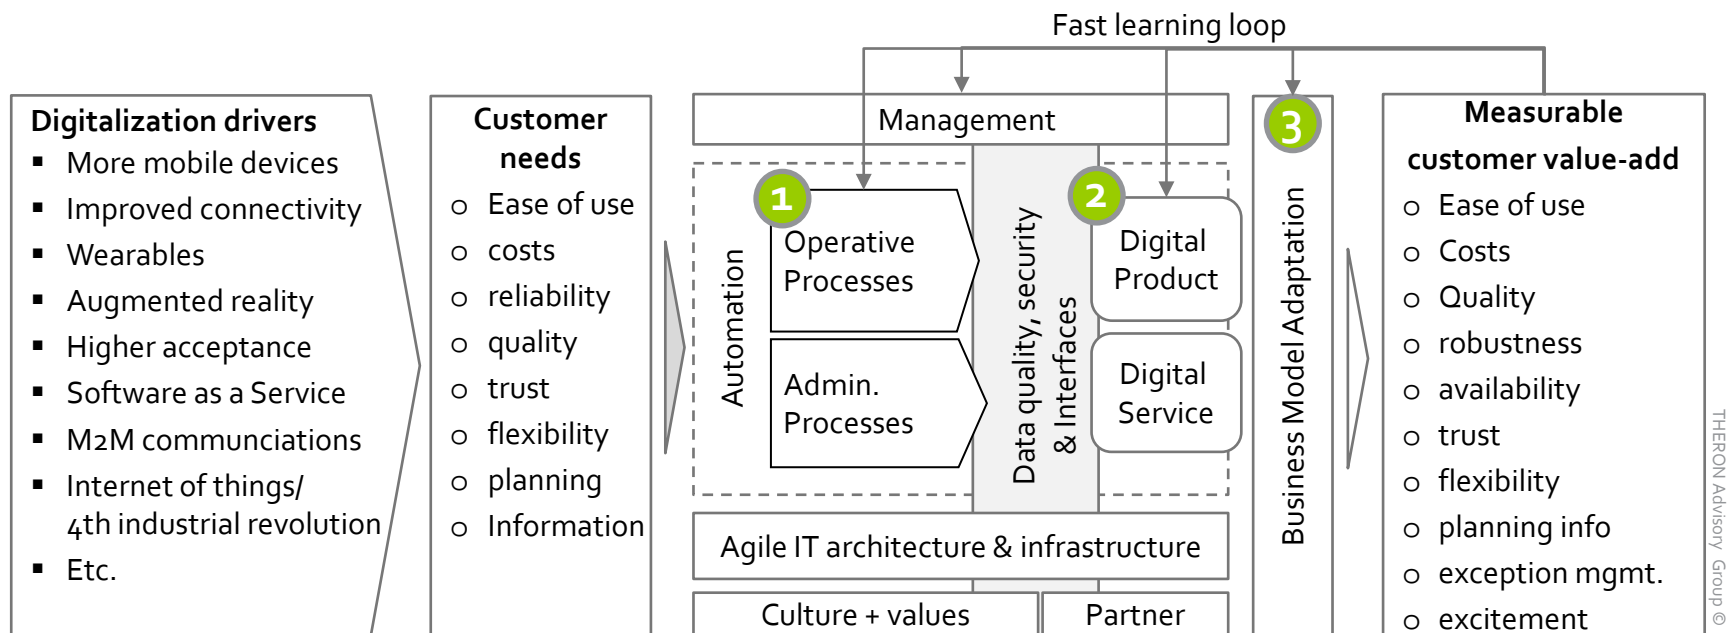 Fast learning loop
Digitalization drivers
More mobile devices
Improved connectivity
Wearables
Augmented reality
Higher acceptance
Software as a Service
M2M communciations
Internet of things/
4th industrial revolution
Etc.
Customer
needs
Ease of use
costs
reliability
quality
trust
flexibility
planning
Information
Management
Automation
1
Operative
Processes
Admin.
Processes
Data quality, security
& Interfaces
2
Digital
Product
Digital
Service
Agile IT architecture & infrastructure
Culture + values
Partner
3
Business Model Adaptation
Measurable
customer value-add
Ease of use
Costs
Quality
robustness
availability
trust
flexibility
planning info
exception mgmt.
excitement
THERON Advisory Group ©